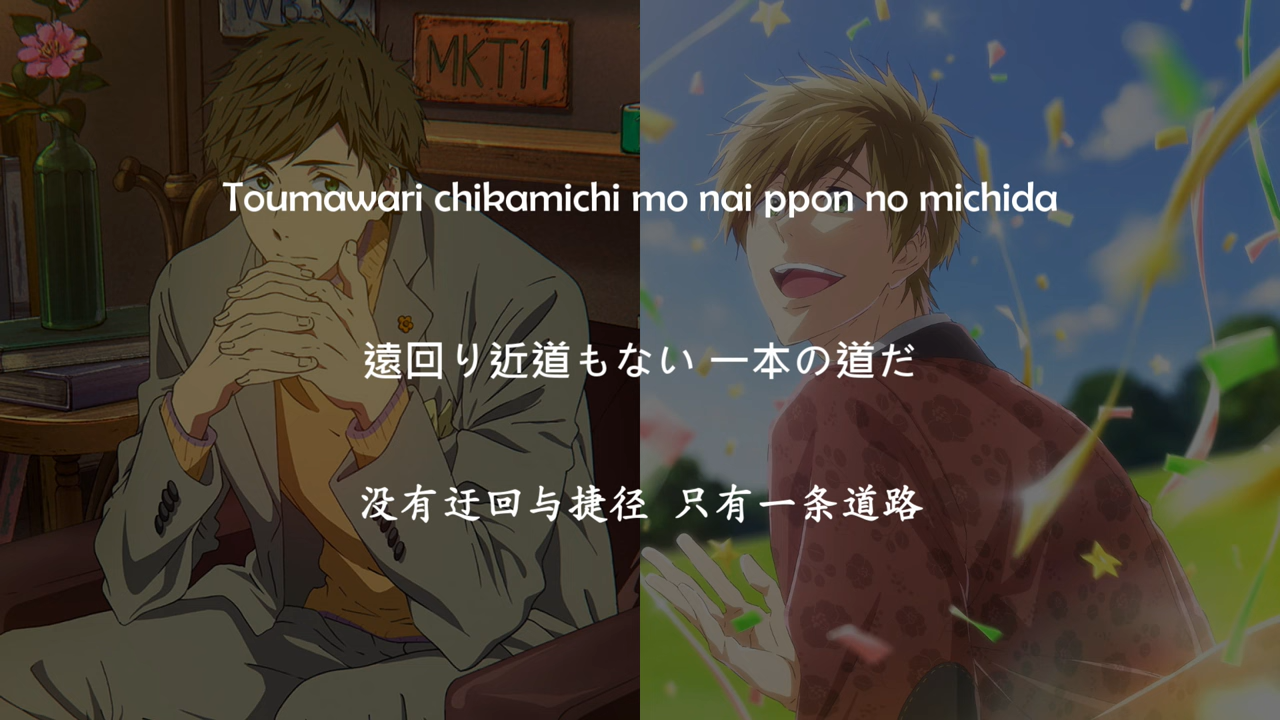 IWB12
MKT11
Toumawari chikamichi mo nai ppon no michida
遠回り近道もない 一本の道だ
没有迂回与捷径 只有一条道路